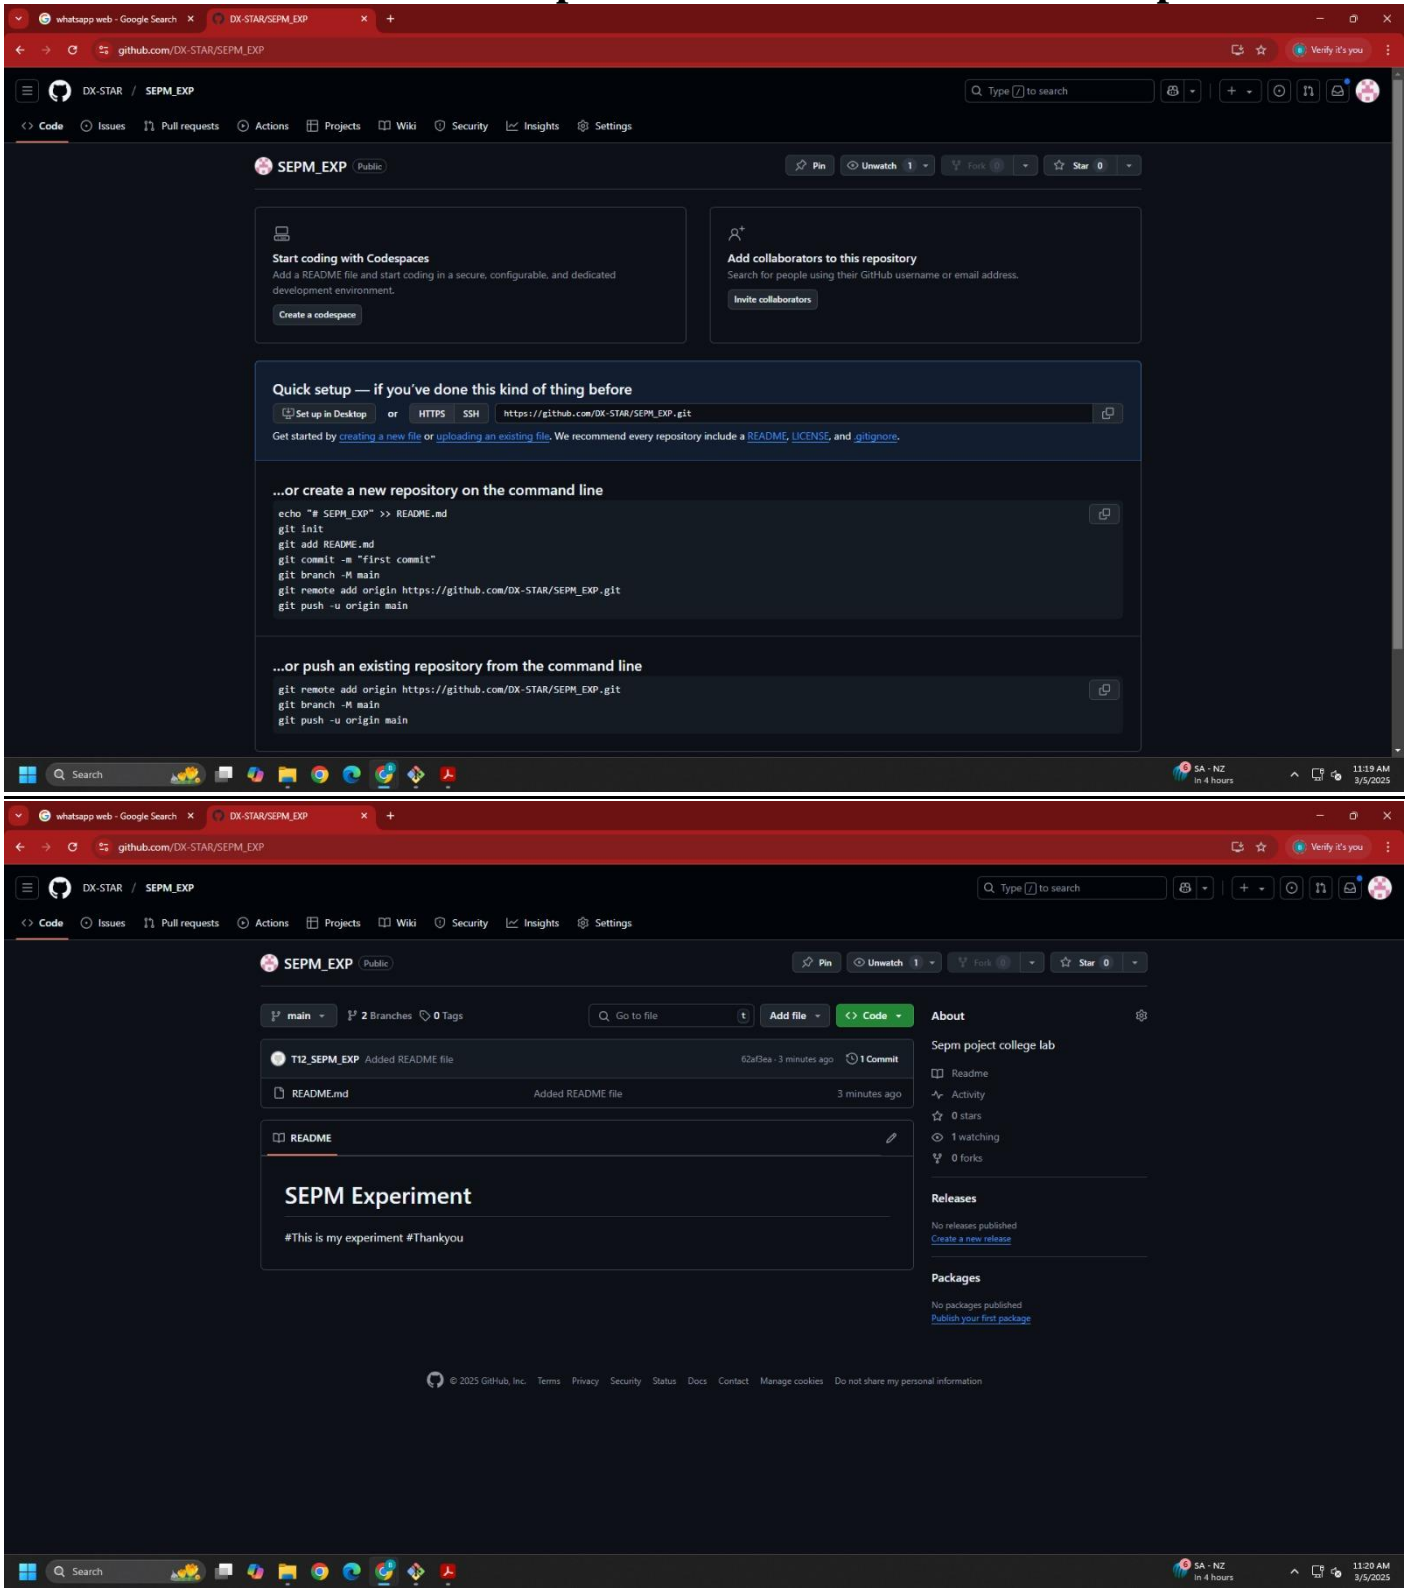 whatsapp web - Google Search
DX-STAR/SEPM_EXP
github.com/DX-STAR/SEPM_EXP
Verify it's you
DX-STAR / SEPM_EXP
Type / to search
Code Issues Pull requests Actions Projects Wiki Security Insights Settings
SEPM_EXP Public
Pin Unwatch 1 Fork 0 Star 0
Start coding with Codespaces
Add a README file and start coding in a secure, configurable, and dedicated
development environment.
Create a codespace
Add collaborators to this repository
Search for people using their GitHub username or email address.
Invite collaborators
Quick setup — if you've done this kind of thing before
Set up in Desktop or HTTPS SSH https://github.com/DX-STAR/SEPM_EXP.git
Get started by creating a new file or uploading an existing file. We recommend every repository include a README, LICENSE, and .gitignore.
...or create a new repository on the command line
echo "# SEPM_EXP" >> README.md
git init
git add README.md
git commit -m "first commit"
git branch -M main
git remote add origin https://github.com/DX-STAR/SEPM_EXP.git
git push -u origin main
...or push an existing repository from the command line
git remote add origin https://github.com/DX-STAR/SEPM_EXP.git
git branch -M main
git push -u origin main
Search
6
SA - NZ
In 4 hours
11:19 AM
3/5/2025
whatsapp web - Google Search
DX-STAR/SEPM_EXP
github.com/DX-STAR/SEPM_EXP
Verify it's you
DX-STAR / SEPM_EXP
Type / to search
Code Issues Pull requests Actions Projects Wiki Security Insights Settings
SEPM_EXP Public
Pin Unwatch 1 Fork 0 Star 0
main 2 Branches 0 Tags
Go to file t
Add file
Code
T12_SEPM_EXP Added README file
62af3ea · 3 minutes ago 1 Commit
README.md Added README file 3 minutes ago
README
SEPM Experiment
#This is my experiment #Thankyou
About
Sepm poject college lab
Readme
Activity
0 stars
1 watching
0 forks
Releases
No releases published
Create a new release
Packages
No packages published
Publish your first package
© 2025 GitHub, Inc. Terms Privacy Security Status Docs Contact Manage cookies Do not share my personal information
Search
6
SA - NZ
In 4 hours
11:20 AM
3/5/2025